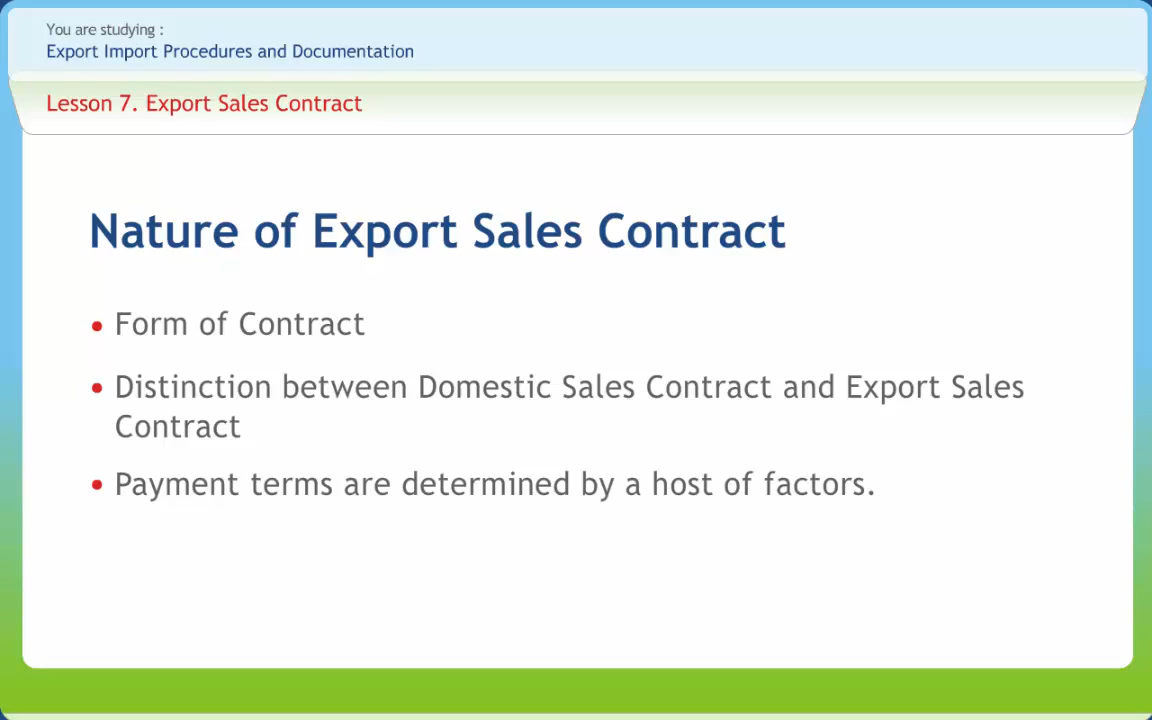 You are studying :
Export Import Procedures and Documentation
Lesson 7. Export Sales Contract
Nature of Export Sales Contract
• Form of Contract
• Distinction between Domestic Sales Contract and Export Sales
Contract
• Payment terms are determined by a host of factors.